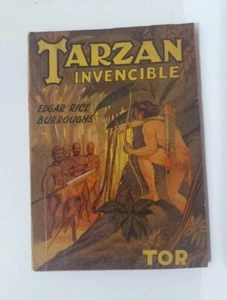 TARZAN
INVENCIBLE
EDGAR RICE
BURROUGHS
TOR